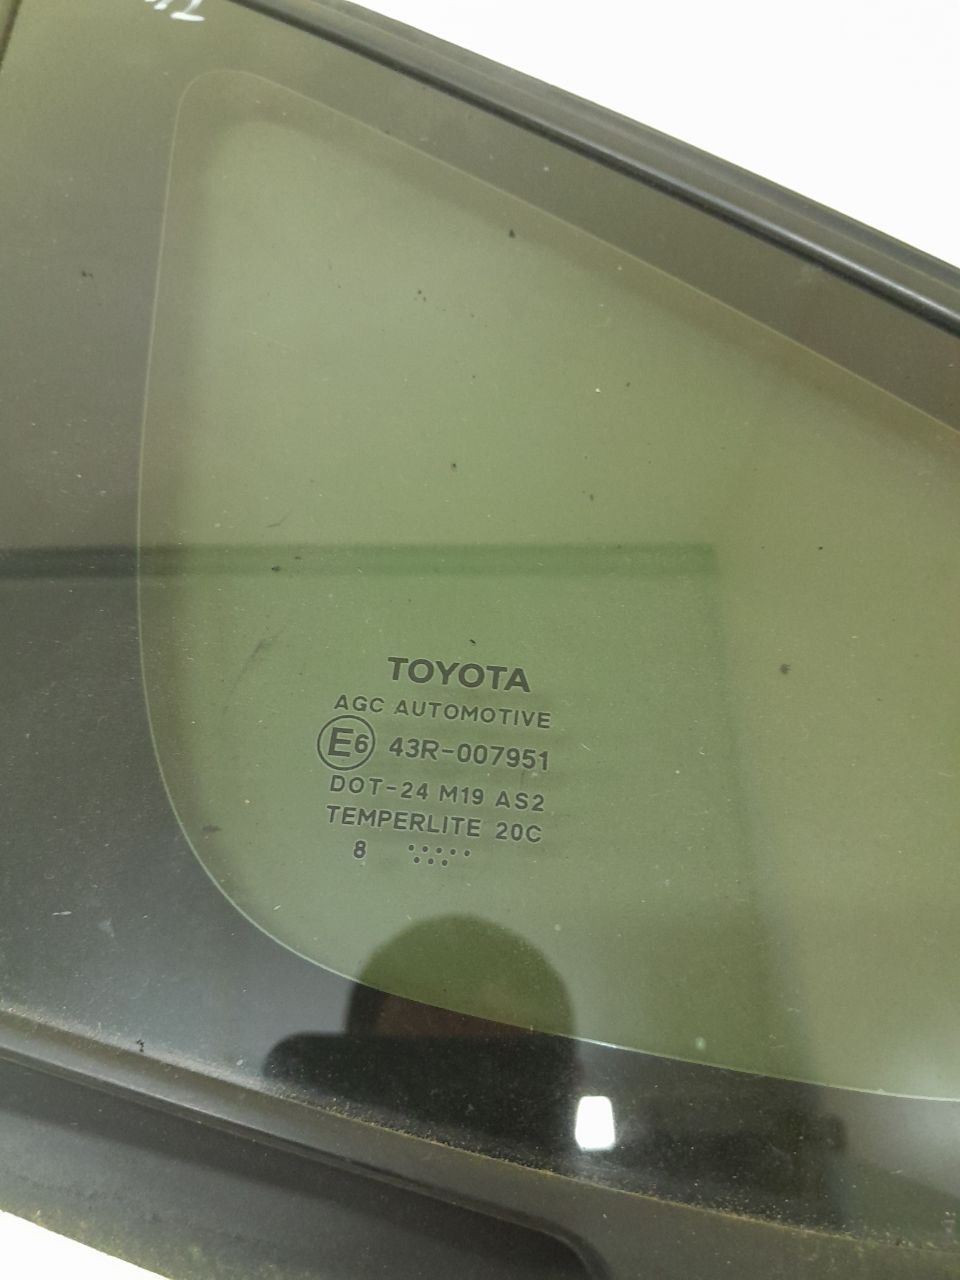 TOYOTA
AGC AUTOMOTIVE
E6 43R-007951
DOT-24 M19 AS2
TEMPERLITE 20C
8